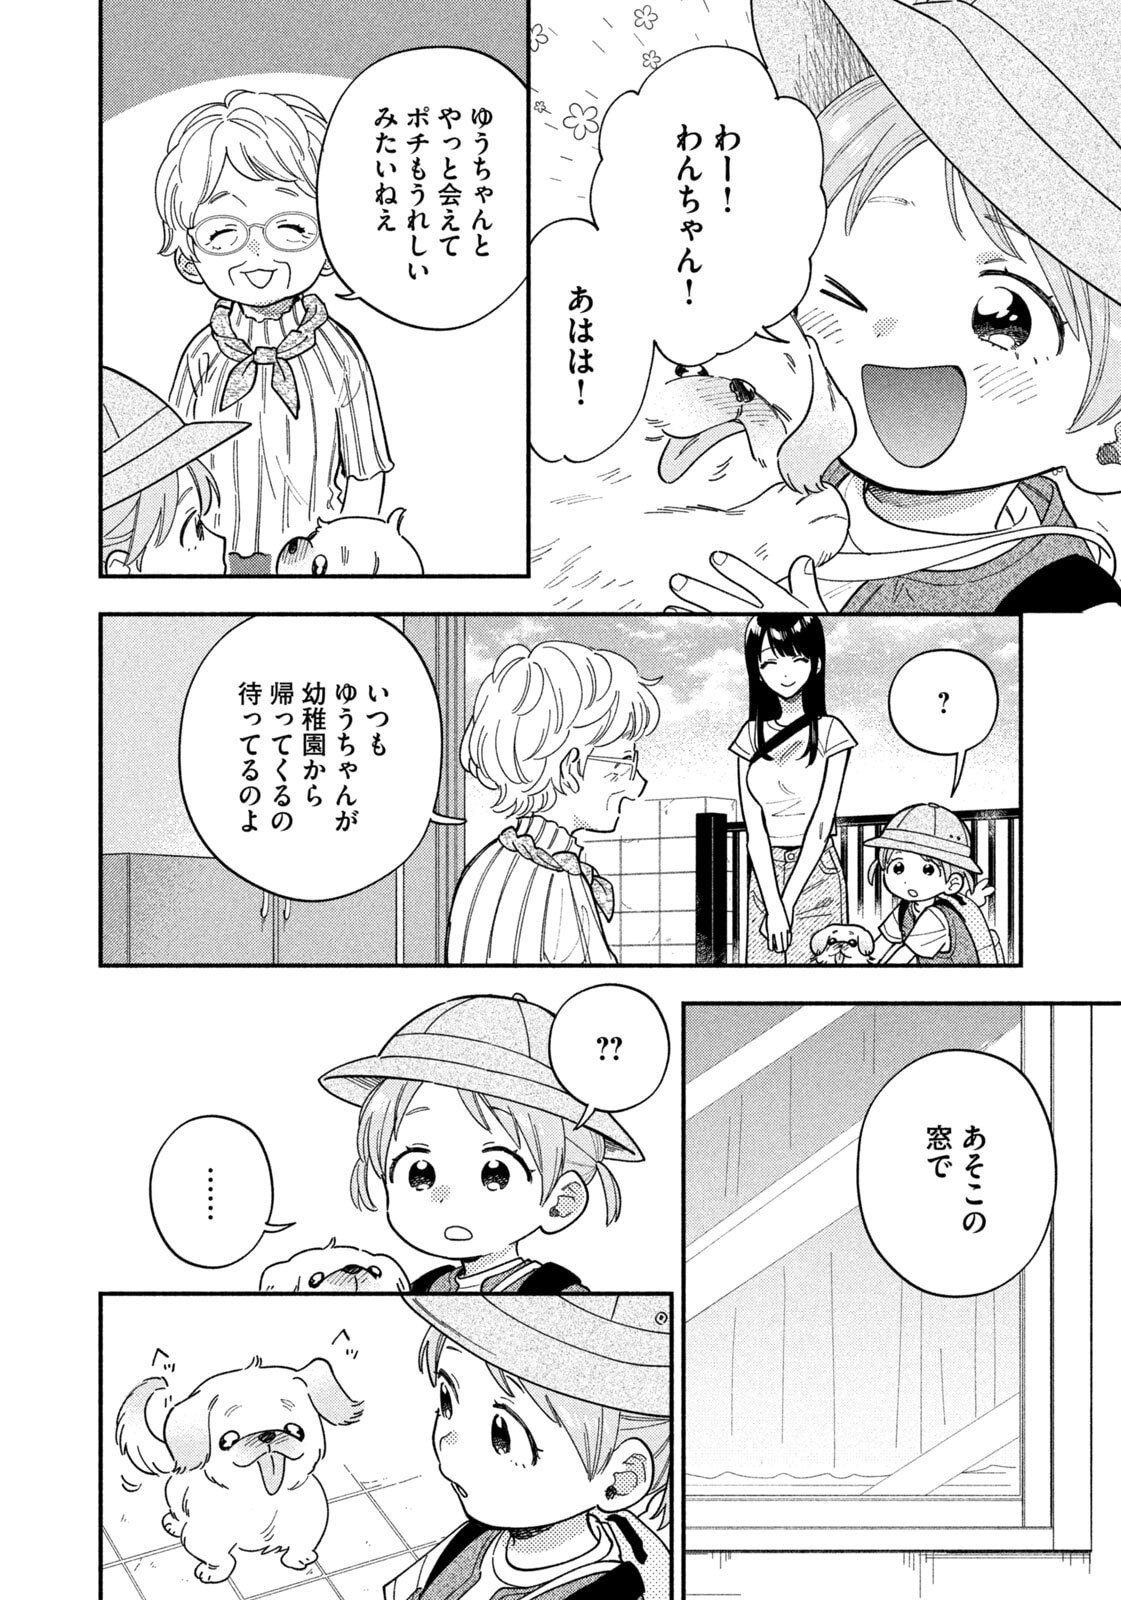 わー！
わんちゃん！
あはは！
ゆうちゃんと
やっと会えて
ポチもうれしい
みたいねえ
？
いつも
ゆうちゃんが
幼稚園から
帰ってくるの
待ってるのよ
あそこの
窓で
??
……
へ
へ